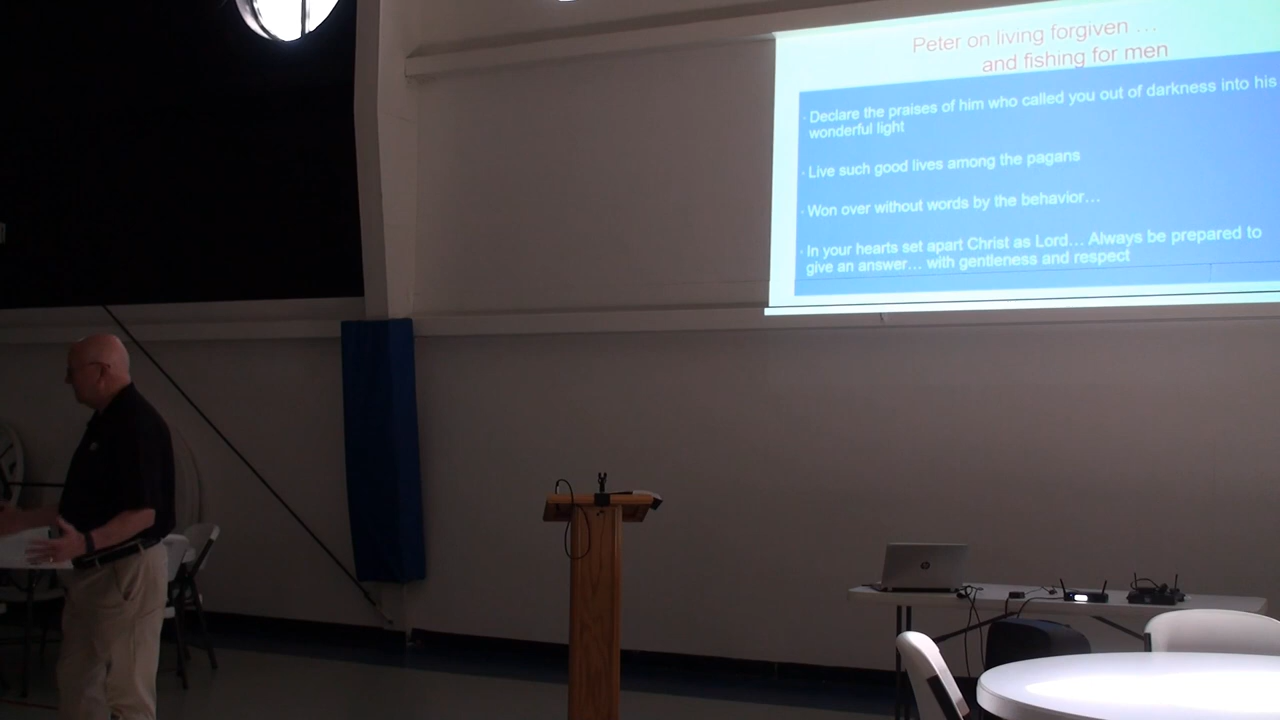 Peter on living forgiven …
and fishing for men
· Declare the praises of him who called you out of darkness into his
wonderful light
· Live such good lives among the pagans
· Won over without words by the behavior…
· In your hearts set apart Christ as Lord… Always be prepared to
give an answer… with gentleness and respect